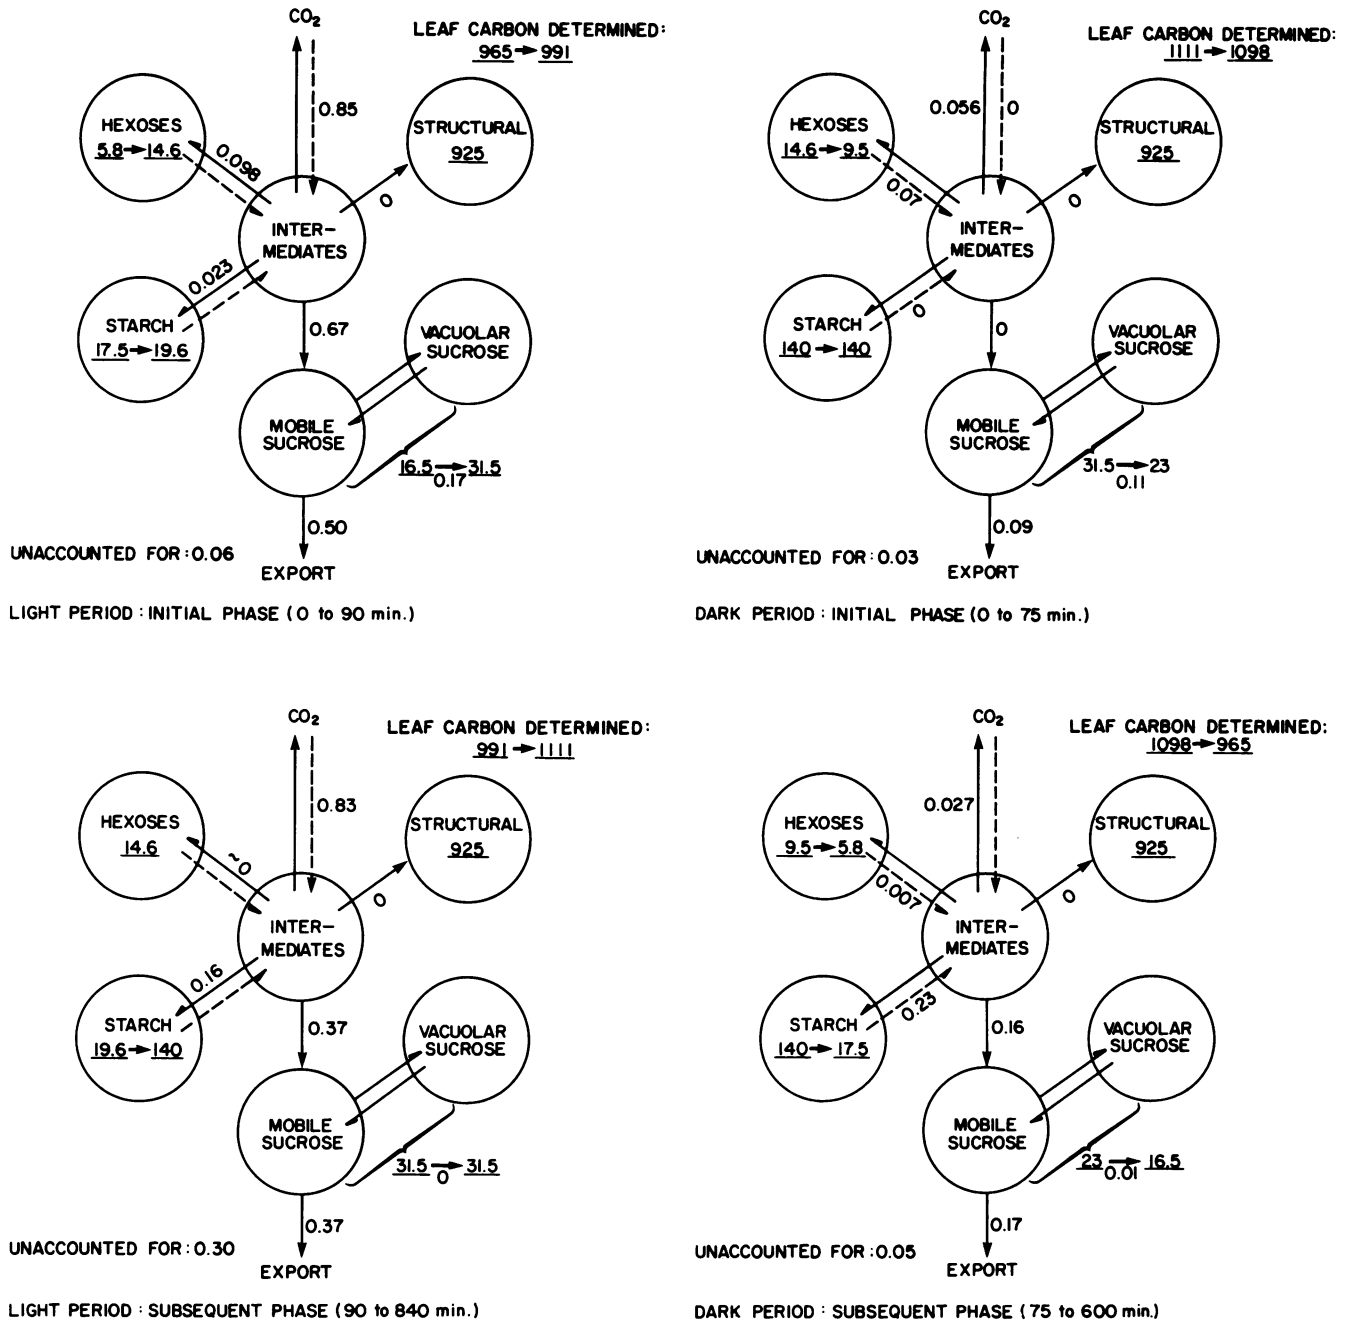 CO2
LEAF CARBON DETERMINED:
965→991
0.85
HEXOSES
5.8→14.6
0.098
STRUCTURAL
925
0
INTER-
MEDIATES
0.023
STARCH
17.5→19.6
0.67
VACUOLAR
SUCROSE
MOBILE
SUCROSE
16.5→31.5
0.17
0.50
UNACCOUNTED FOR:0.06
EXPORT
LIGHT PERIOD : INITIAL PHASE (0 to 90 min.)
CO2
LEAF CARBON DETERMINED:
1111→1098
0.056
0
HEXOSES
14.6→9.5
0.07
STRUCTURAL
925
0
INTER-
MEDIATES
STARCH
140→140
0
0
VACUOLAR
SUCROSE
MOBILE
SUCROSE
31.5→23
0.11
0.09
UNACCOUNTED FOR:0.03
EXPORT
DARK PERIOD : INITIAL PHASE (0 to 75 min.)
CO2
LEAF CARBON DETERMINED:
991→1111
0.83
HEXOSES
14.6
~0
STRUCTURAL
925
0
INTER-
MEDIATES
0.16
STARCH
19.6→140
0.37
VACUOLAR
SUCROSE
MOBILE
SUCROSE
31.5→31.5
0
0.37
UNACCOUNTED FOR:0.30
EXPORT
LIGHT PERIOD : SUBSEQUENT PHASE (90 to 840 min.)
CO2
LEAF CARBON DETERMINED:
1098→965
0.027
HEXOSES
9.5→5.8
0.007
STRUCTURAL
925
0
INTER-
MEDIATES
0.23
STARCH
140→17.5
0.16
VACUOLAR
SUCROSE
MOBILE
SUCROSE
23→16.5
0.01
0.17
UNACCOUNTED FOR:0.05
EXPORT
DARK PERIOD : SUBSEQUENT PHASE (75 to 600 min.)